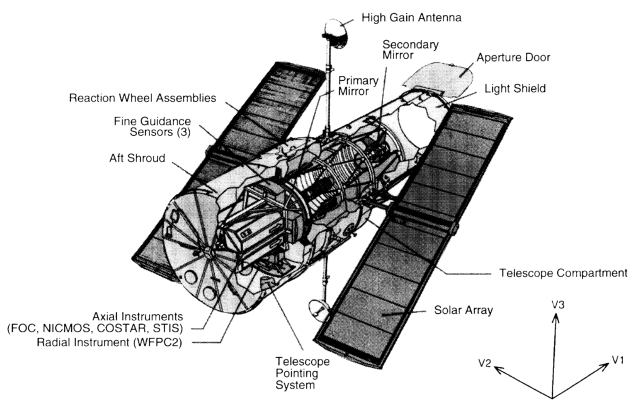 High Gain Antenna
Secondary
Mirror
Aperture Door
Primary
Mirror
Light Shield
Reaction Wheel Assemblies
Fine Guidance
Sensors (3)
Aft Shroud
Telescope Compartment
Axial Instruments
(FOC, NICMOS, COSTAR, STIS)
Radial Instrument (WFPC2)
Solar Array
Telescope
Pointing
System
V3
V2
V1